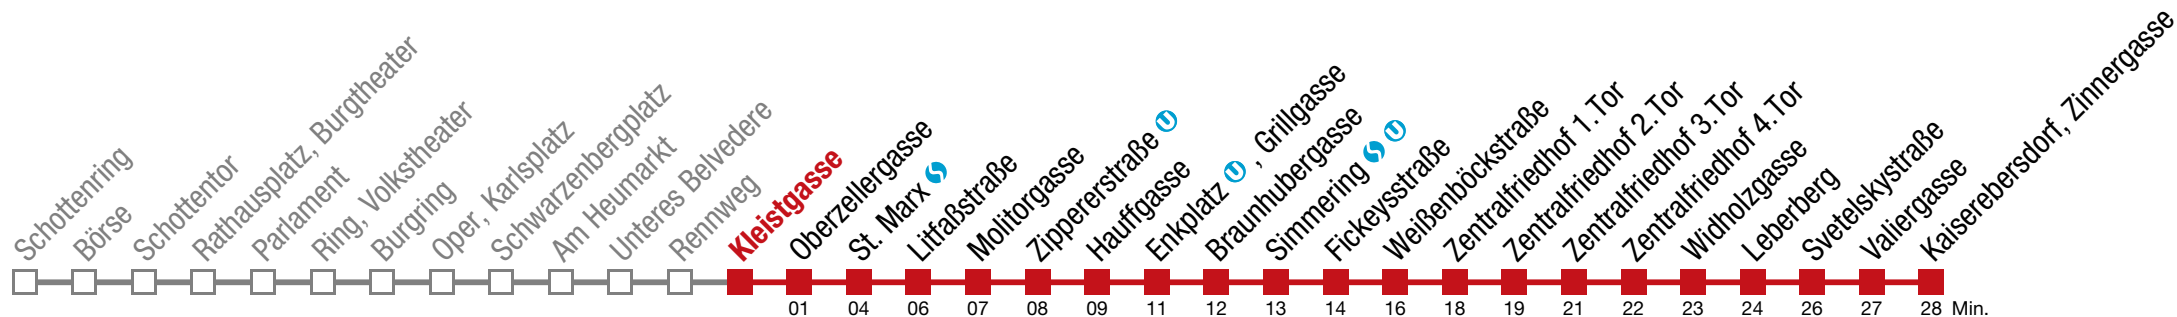 Schottenring
Börse
Schottentor
Rathausplatz, Burgtheater
Parlament
Ring, Volkstheater
Burgring
Oper, Karlsplatz
Schwarzenbergplatz
Am Heumarkt
Unteres Belvedere
Rennweg
Kleistgasse
Oberzellergasse
St. Marx
Litfaßstraße
Molitorgasse
Zippererstraße U
Hauffgasse
Enkplatz U , Grillgasse
Braunhubergasse
Simmering U
Fickeysstraße
Weißenböckstraße
Zentralfriedhof 1.Tor
Zentralfriedhof 2.Tor
Zentralfriedhof 3.Tor
Zentralfriedhof 4.Tor
Widholzgasse
Leberberg
Svetelskystraße
Valiergasse
Kaiserebersdorf, Zinnergasse
01 04 06 07 08 09 11 12 13 14 16 18 19 21 22 23 24 26 27 28 Min.